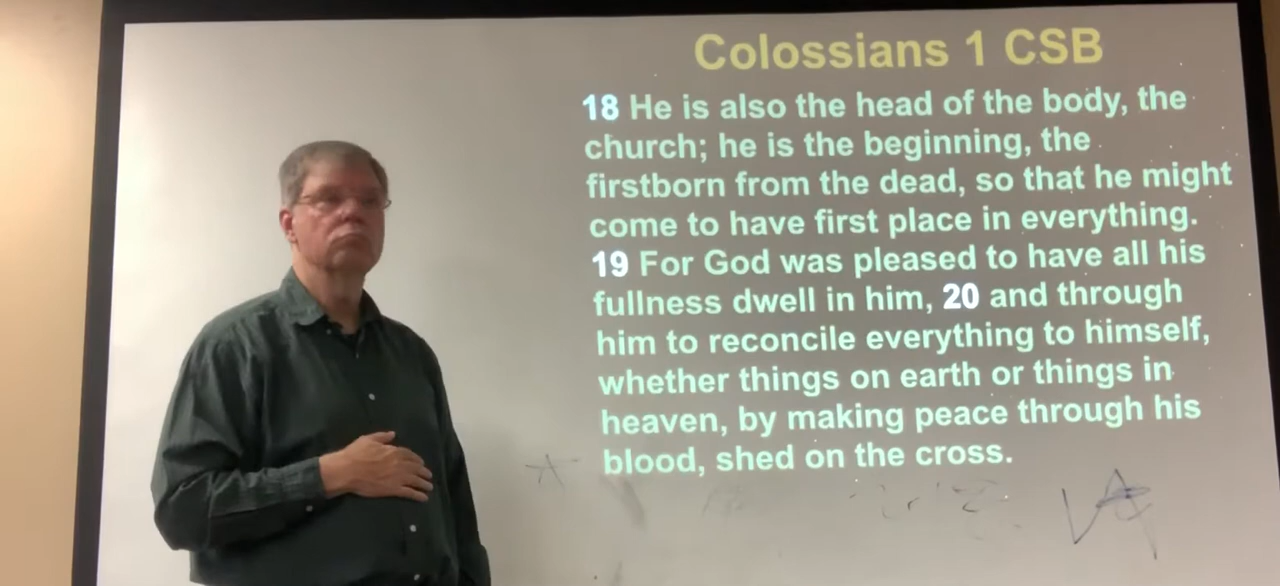 Colossians 1 CSB
18 He is also the head of the body, the
church; he is the beginning, the
firstborn from the dead, so that he might
come to have first place in everything.
19 For God was pleased to have all his
fullness dwell in him, 20 and through
him to reconcile everything to himself,
whether things on earth or things in
heaven, by making peace through his
blood, shed on the cross.